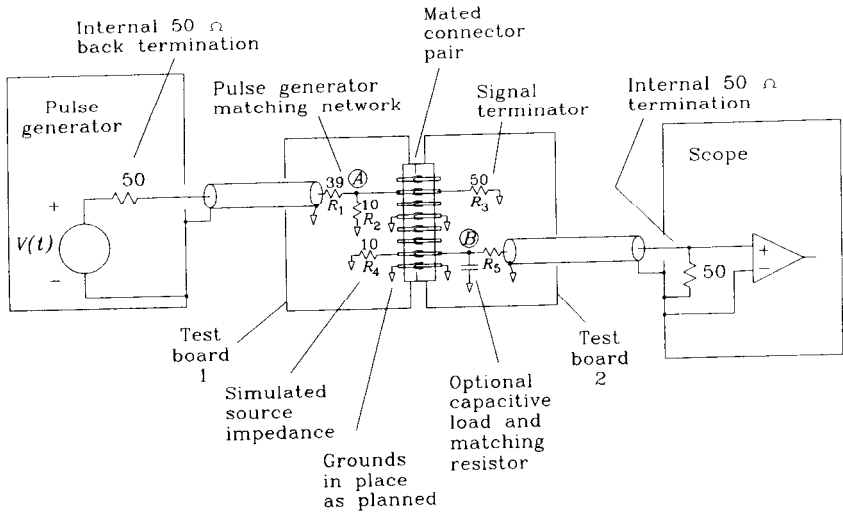 Internal 50 Ω
back termination
Mated
connector
pair
Pulse generator
matching network
Signal
terminator
Internal 50 Ω
termination
Pulse
generator
Scope
50
39
A
R1
10
R2
50
R3
+
V(t)
−
10
R4
B
R5
+
−
50
Test
board
1
Test
board
2
Simulated
source
impedance
Optional
capacitive
load and
matching
resistor
Grounds
in place
as planned